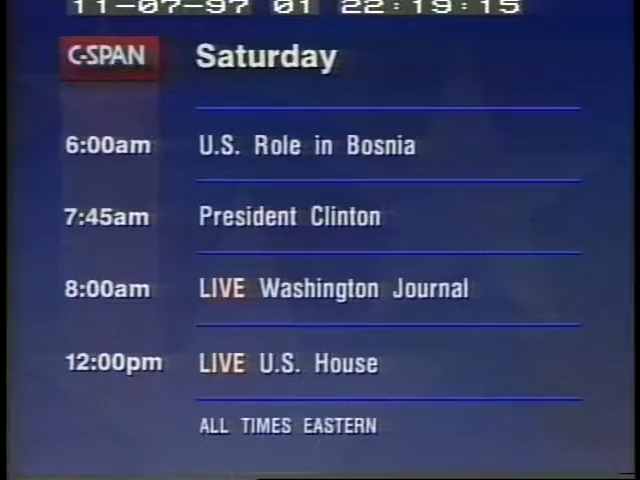 11-07-97 01 22:19:15
C-SPAN Saturday
6:00am U.S. Role in Bosnia
7:45am President Clinton
8:00am LIVE Washington Journal
12:00pm LIVE U.S. House
ALL TIMES EASTERN